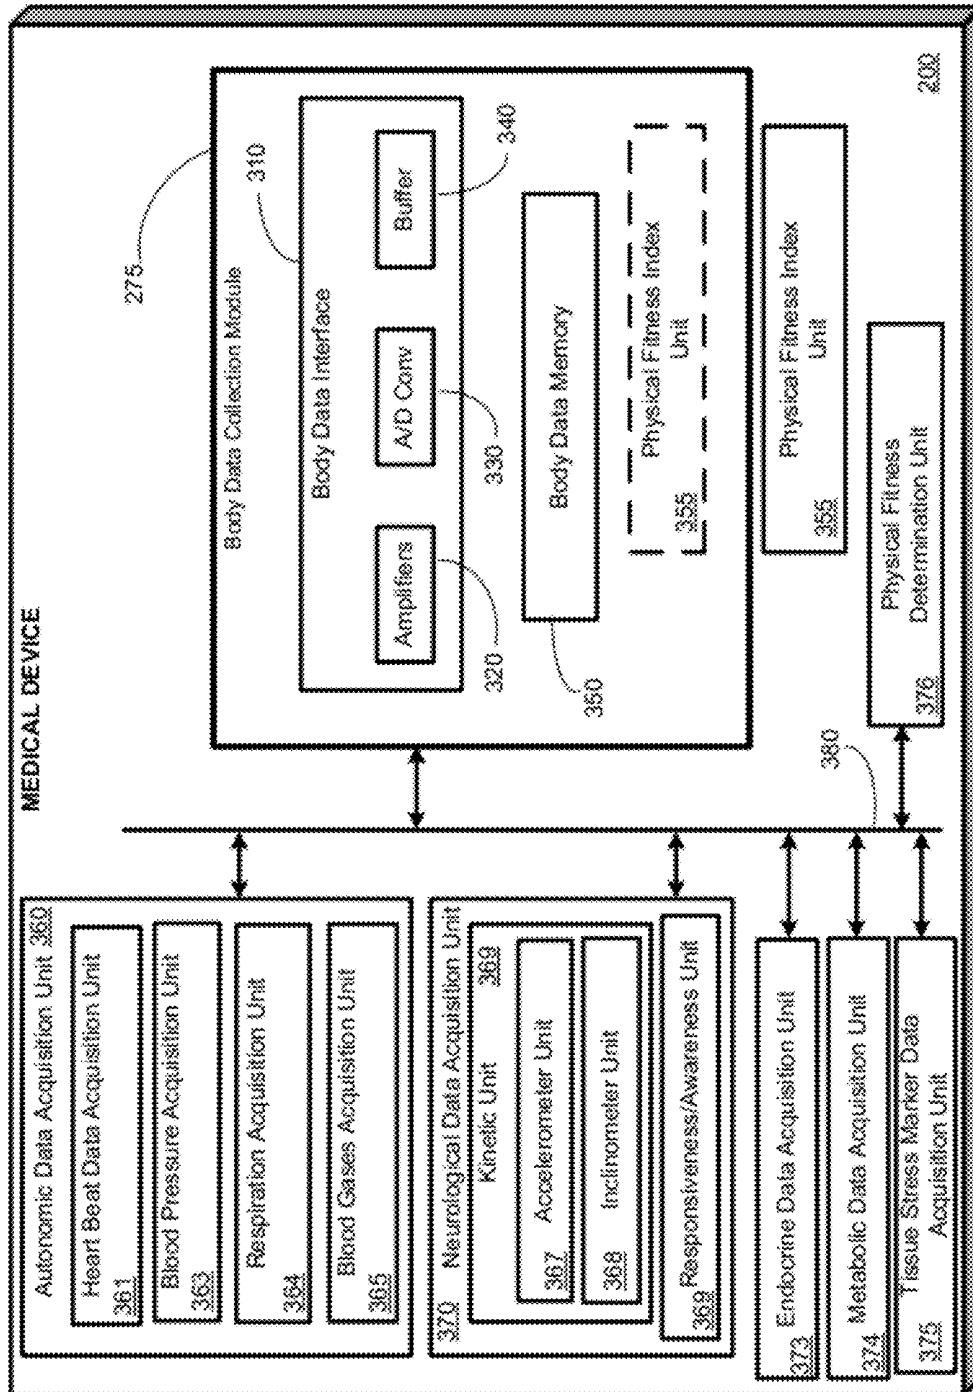 MEDICAL DEVICE
Autonomic Data Acquisition Unit 360
Heart Beat Data Acquisition Unit
361
Blood Pressure Acquisition Unit
363
Respiration Acquisition Unit
364
Blood Gases Acquisition Unit
365
370 Neurological Data Acquisition Unit
Kinetic Unit 369
Accelerometer Unit
367
Inclinometer Unit
368
Responsiveness/Awareness Unit
369
Endocrine Data Acquisition Unit
373
Metabolic Data Acquisition Unit
374
Tissue Stress Marker Data
Acquisition Unit
375
380
275
Body Data Collection Module
310
Body Data Interface
Amplifiers
A/D Conv
Buffer
320
330
340
Body Data Memory
350
Physical Fitness Index
Unit
355
Physical Fitness Index
Unit
355
Physical Fitness
Determination Unit
376
200